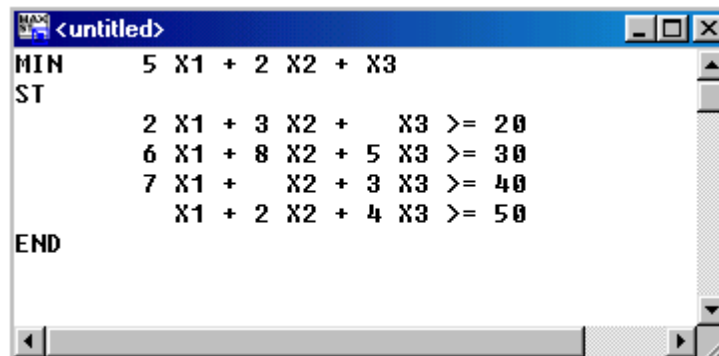 <untitled>
MIN 5 X1 + 2 X2 + X3
ST
2 X1 + 3 X2 + X3 >= 20
6 X1 + 8 X2 + 5 X3 >= 30
7 X1 + X2 + 3 X3 >= 40
X1 + 2 X2 + 4 X3 >= 50
END